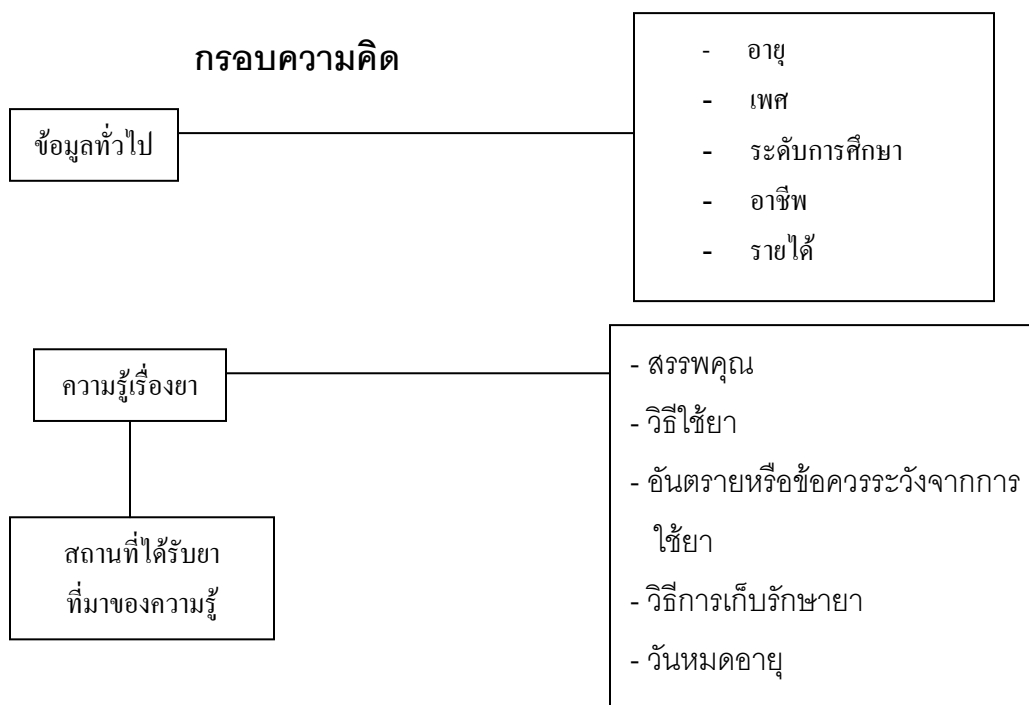 กรอบความคิด
ข้อมูลทั่วไป
- อายุ
- เพศ
- ระดับการศึกษา
- อาชีพ
- รายได้
ความรู้เรื่องยา
- สรรพคุณ
- วิธีใช้ยา
- อันตรายหรือข้อควรระวังจากการ
ใช้ยา
- วิธีการเก็บรักษายา
- วันหมดอายุ
สถานที่ได้รับยา
ที่มาของความรู้